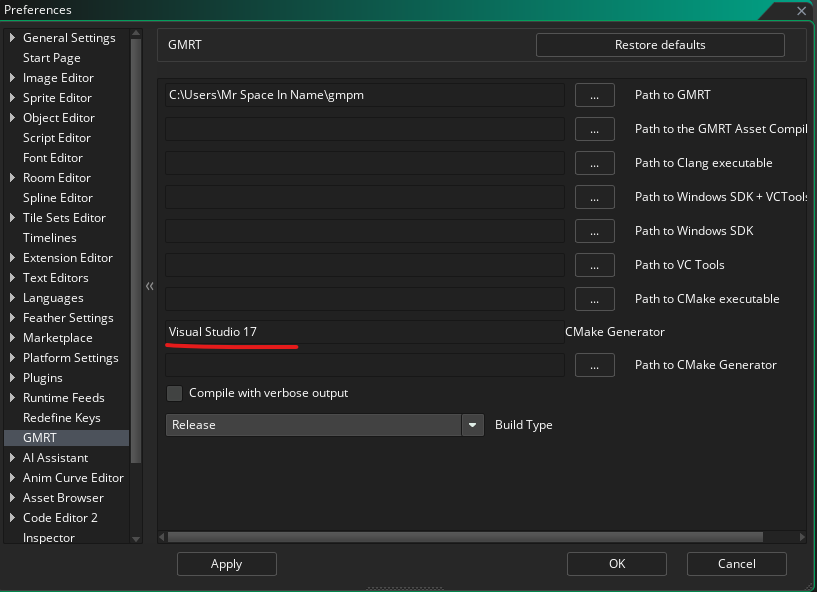 Preferences
General Settings
Start Page
Image Editor
Sprite Editor
Object Editor
Script Editor
Font Editor
Room Editor
Spline Editor
Tile Sets Editor
Timelines
Extension Editor
Text Editors
Languages
Feather Settings
Marketplace
Platform Settings
Plugins
Runtime Feeds
Redefine Keys
GMRT
AI Assistant
Anim Curve Editor
Asset Browser
Code Editor 2
Inspector
«
GMRT
Restore defaults
C:\Users\Mr Space In Name\gmpm ... Path to GMRT
... Path to the GMRT Asset Compil
... Path to Clang executable
... Path to Windows SDK + VCTools
... Path to Windows SDK
... Path to VC Tools
... Path to CMake executable
Visual Studio 17 CMake Generator
... Path to CMake Generator
Compile with verbose output
Release Build Type
Apply OK Cancel